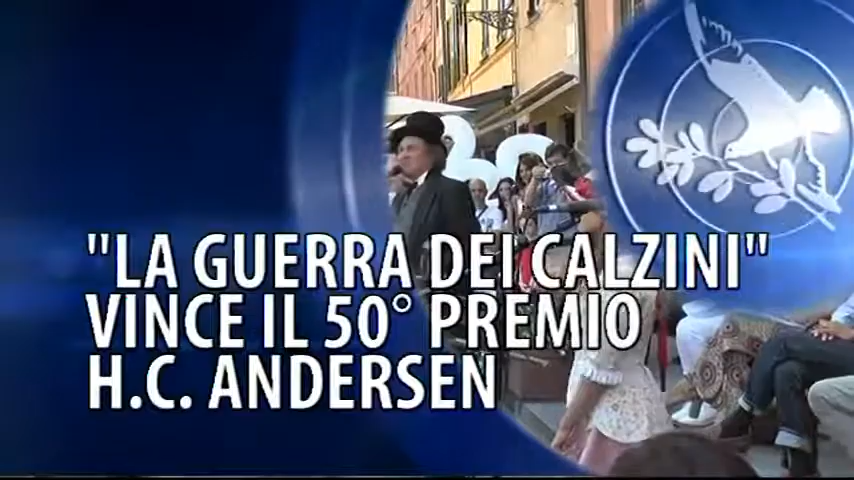 "LA GUERRA DEI CALZINI"
VINCE IL 50° PREMIO
H.C. ANDERSEN